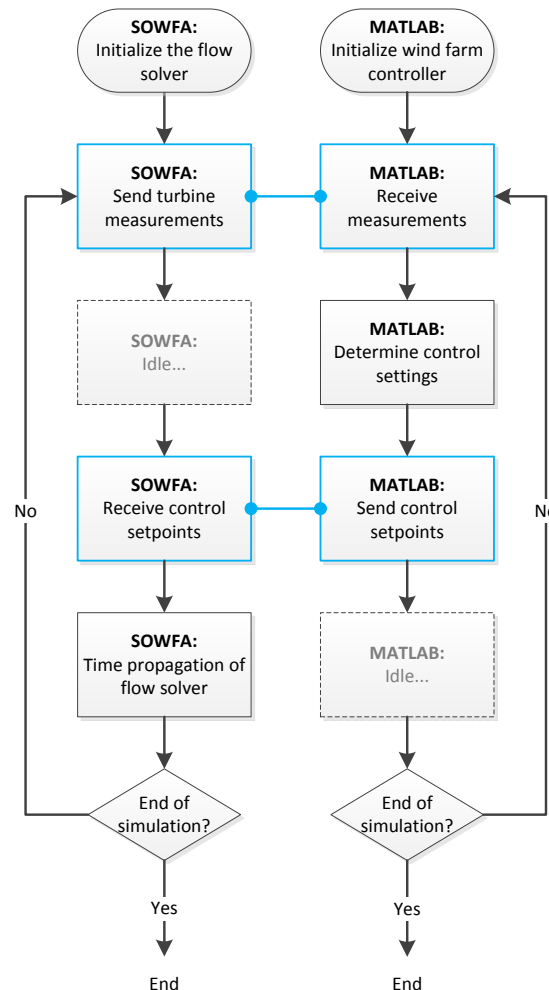 SOWFA:
Initialize the flow
solver
MATLAB:
Initialize wind farm
controller
SOWFA:
Send turbine
measurements
MATLAB:
Receive
measurements
SOWFA:
Idle...
MATLAB:
Determine control
settings
SOWFA:
Receive control
setpoints
MATLAB:
Send control
setpoints
No
No
SOWFA:
Time propagation of
flow solver
MATLAB:
Idle...
End of
simulation?
End of
simulation?
Yes
Yes
End
End